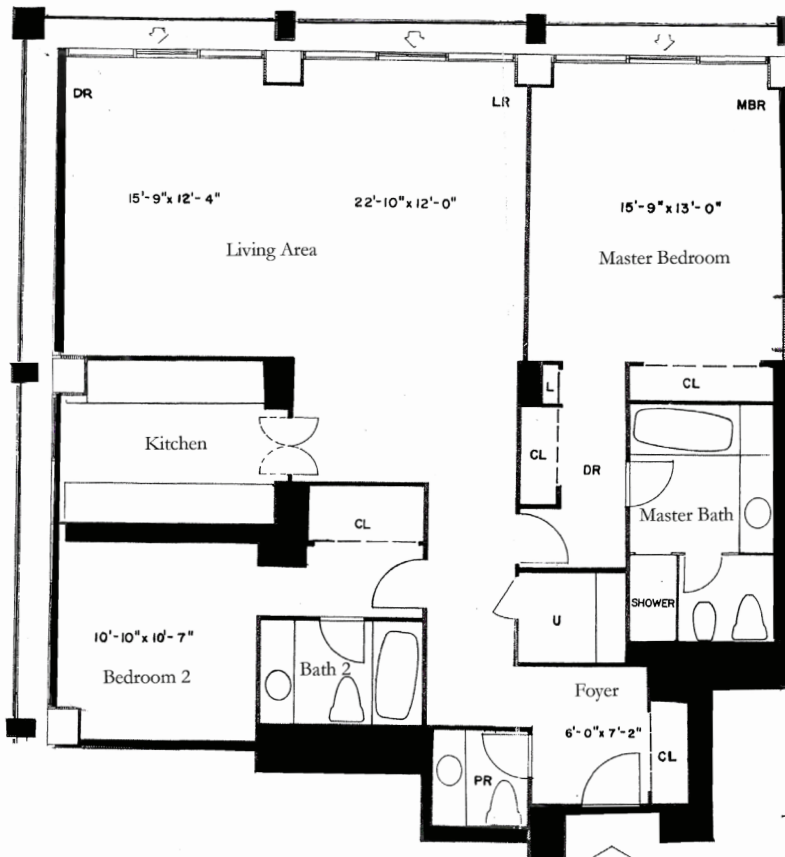 DR
LR
MBR
15'-9" x 12'-4"
22'-10" x 12'-0"
15'-9" x 13'-0"
Living Area
Master Bedroom
L
CL
Kitchen
CL
DR
CL
Master Bath
SHOWER
10'-10" x 10'-7"
U
Bedroom 2
Bath 2
Foyer
6'-0" x 7'-2"
PR
CL